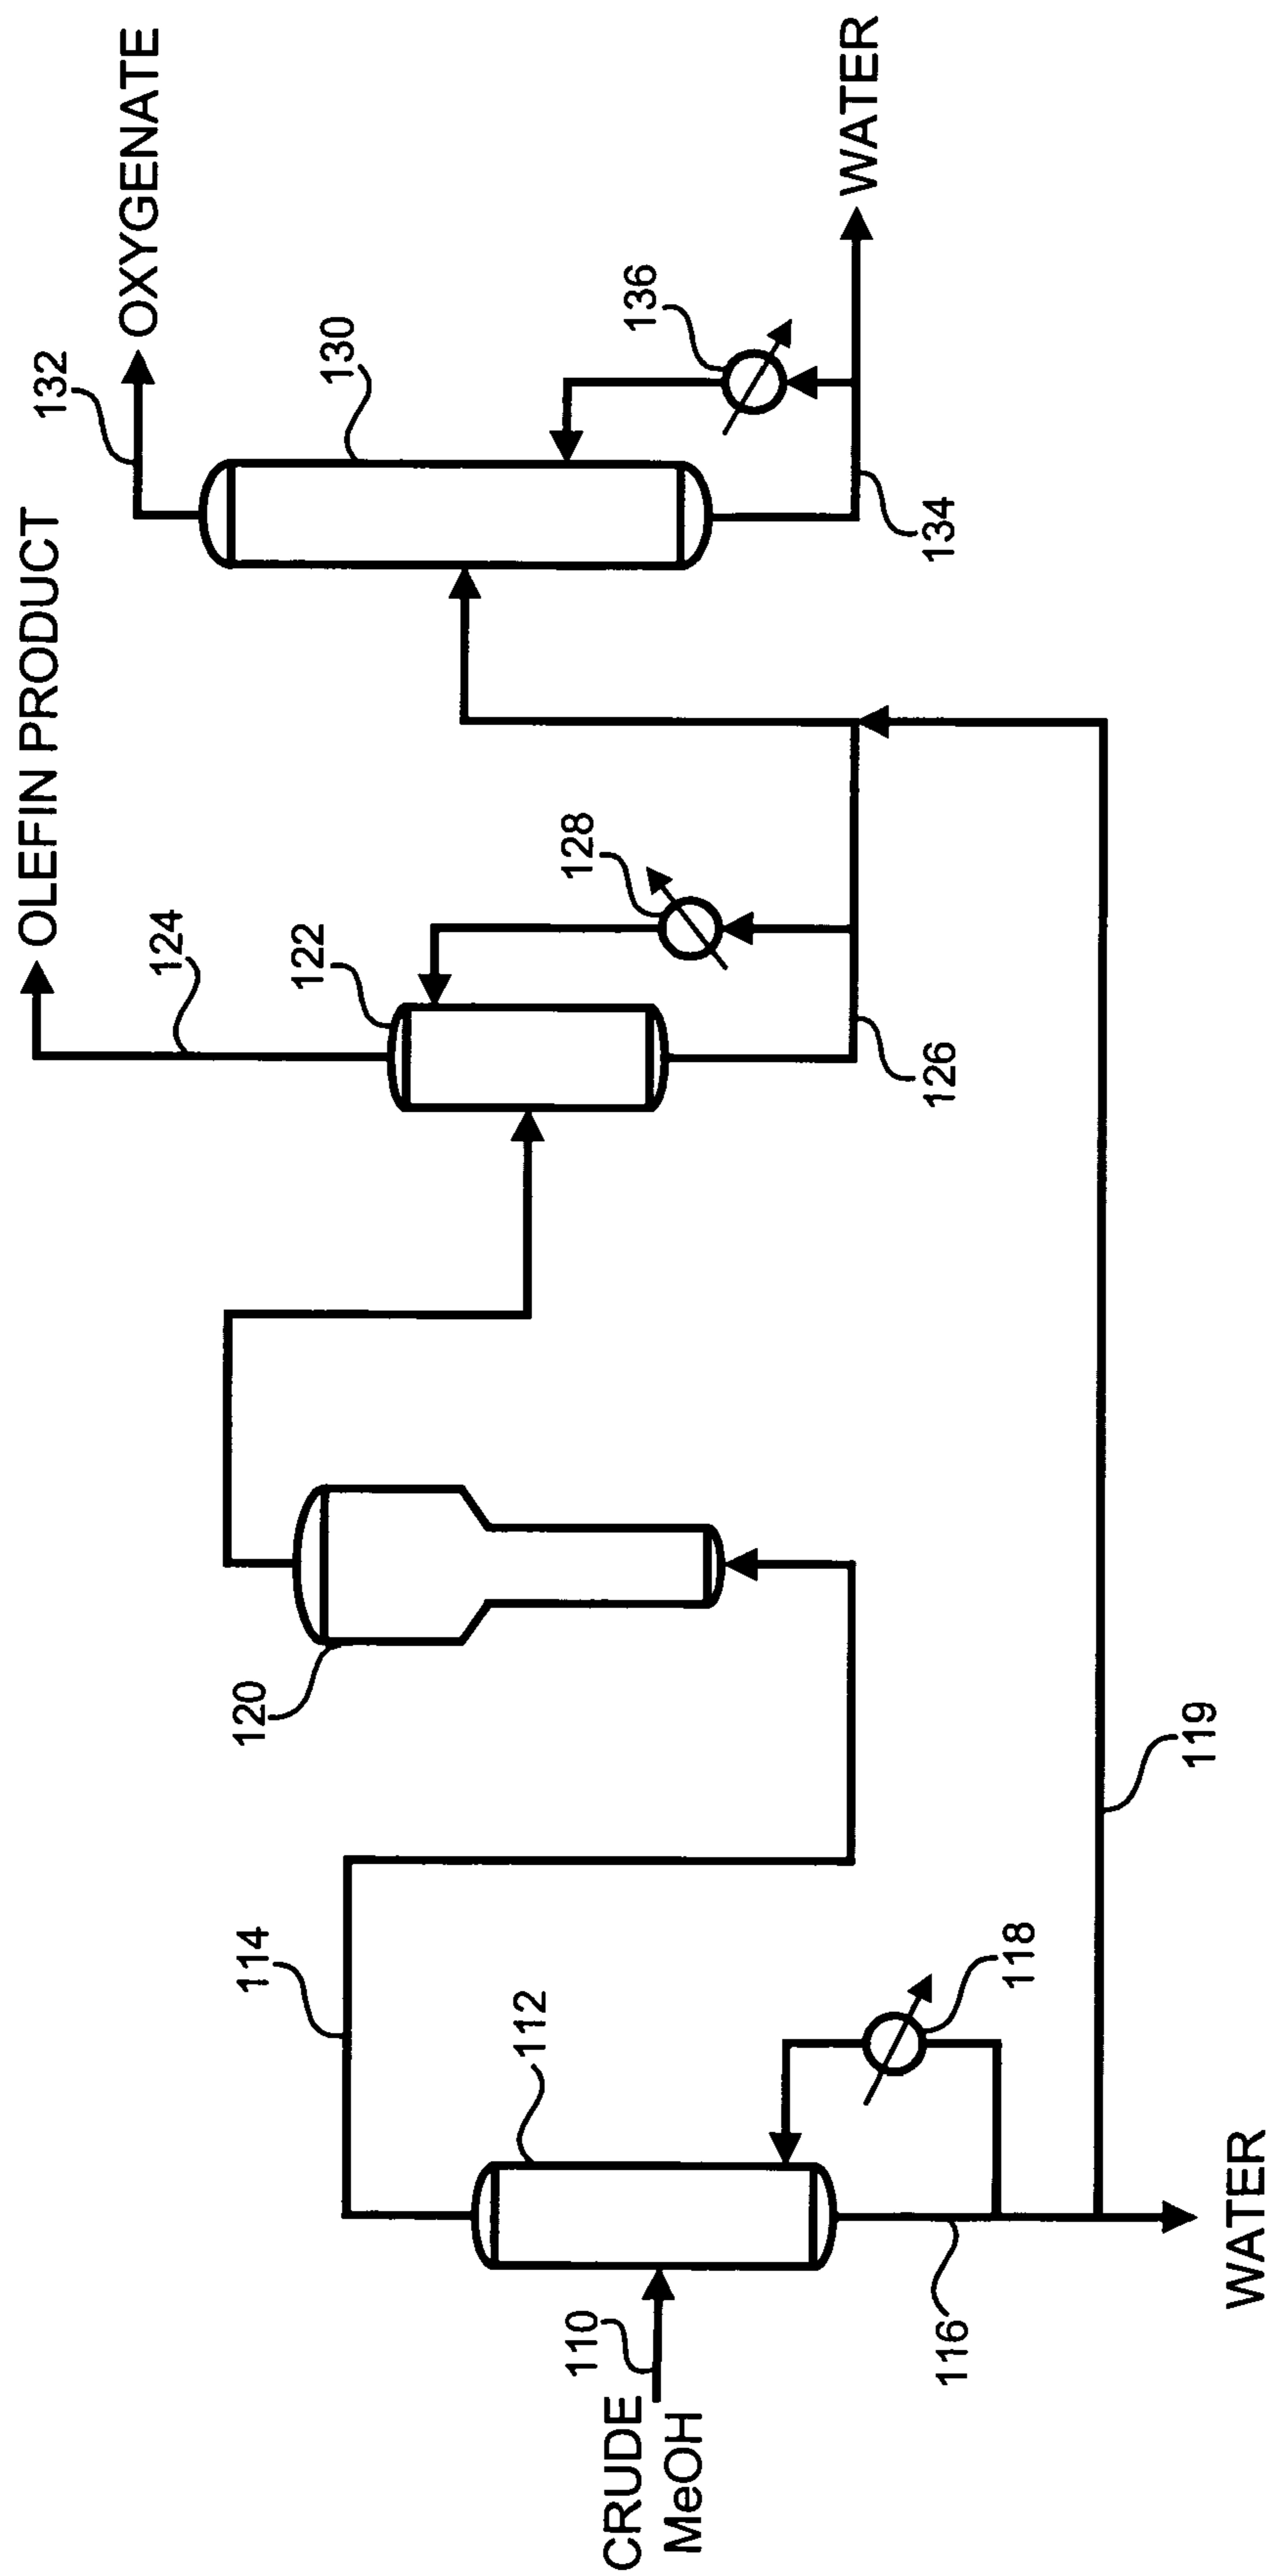 CRUDE
MeOH
110
112
114
116
WATER
118
119
120
122
124
OLEFIN PRODUCT
126
128
130
132
OXYGENATE
134
136
WATER